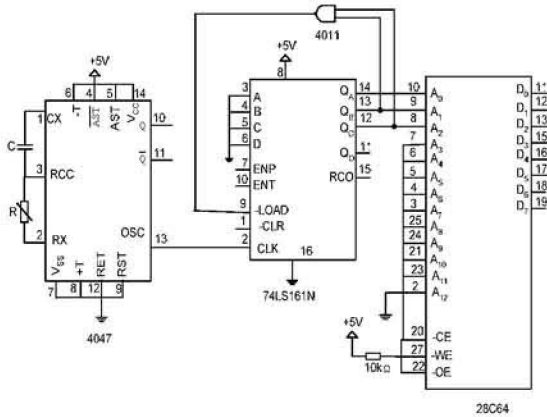 4011
+5V
+5V
+5V
6 4 5 14
-T AST AST VCC
1 CX
C
3 RCC
R
2 RX
Q 10
Q 11
OSC 13
VSS +T RET RST
7 8 12 9
4047
8
3 A
4 B
5 C
6 D
7 ENP
10 ENT
9 -LOAD
1 -CLR
2 CLK
QA 14
QB 13
QC 12
QD 11
RCO 15
16
74LS161N
10 A0
9 A1
8 A2
7 A3
6 A4
5 A5
4 A6
3 A7
25 A8
24 A9
21 A10
23 A11
2 A12
20 -CE
27 -WE
22 -OE
10kΩ
D0 11
D1 12
D2 13
D3 15
D4 16
D5 17
D6 18
D7 19
28C64